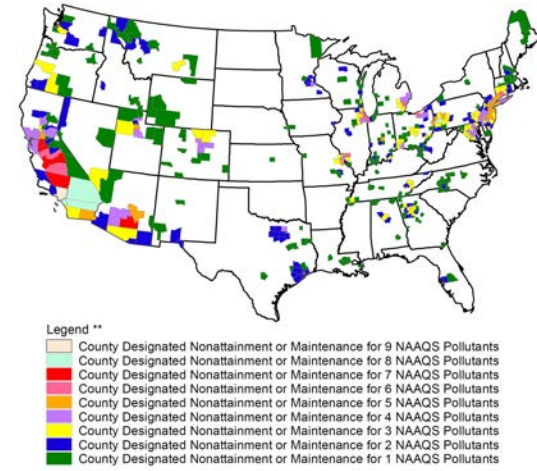 Legend **
County Designated Nonattainment or Maintenance for 9 NAAQS Pollutants
County Designated Nonattainment or Maintenance for 8 NAAQS Pollutants
County Designated Nonattainment or Maintenance for 7 NAAQS Pollutants
County Designated Nonattainment or Maintenance for 6 NAAQS Pollutants
County Designated Nonattainment or Maintenance for 5 NAAQS Pollutants
County Designated Nonattainment or Maintenance for 4 NAAQS Pollutants
County Designated Nonattainment or Maintenance for 3 NAAQS Pollutants
County Designated Nonattainment or Maintenance for 2 NAAQS Pollutants
County Designated Nonattainment or Maintenance for 1 NAAQS Pollutants